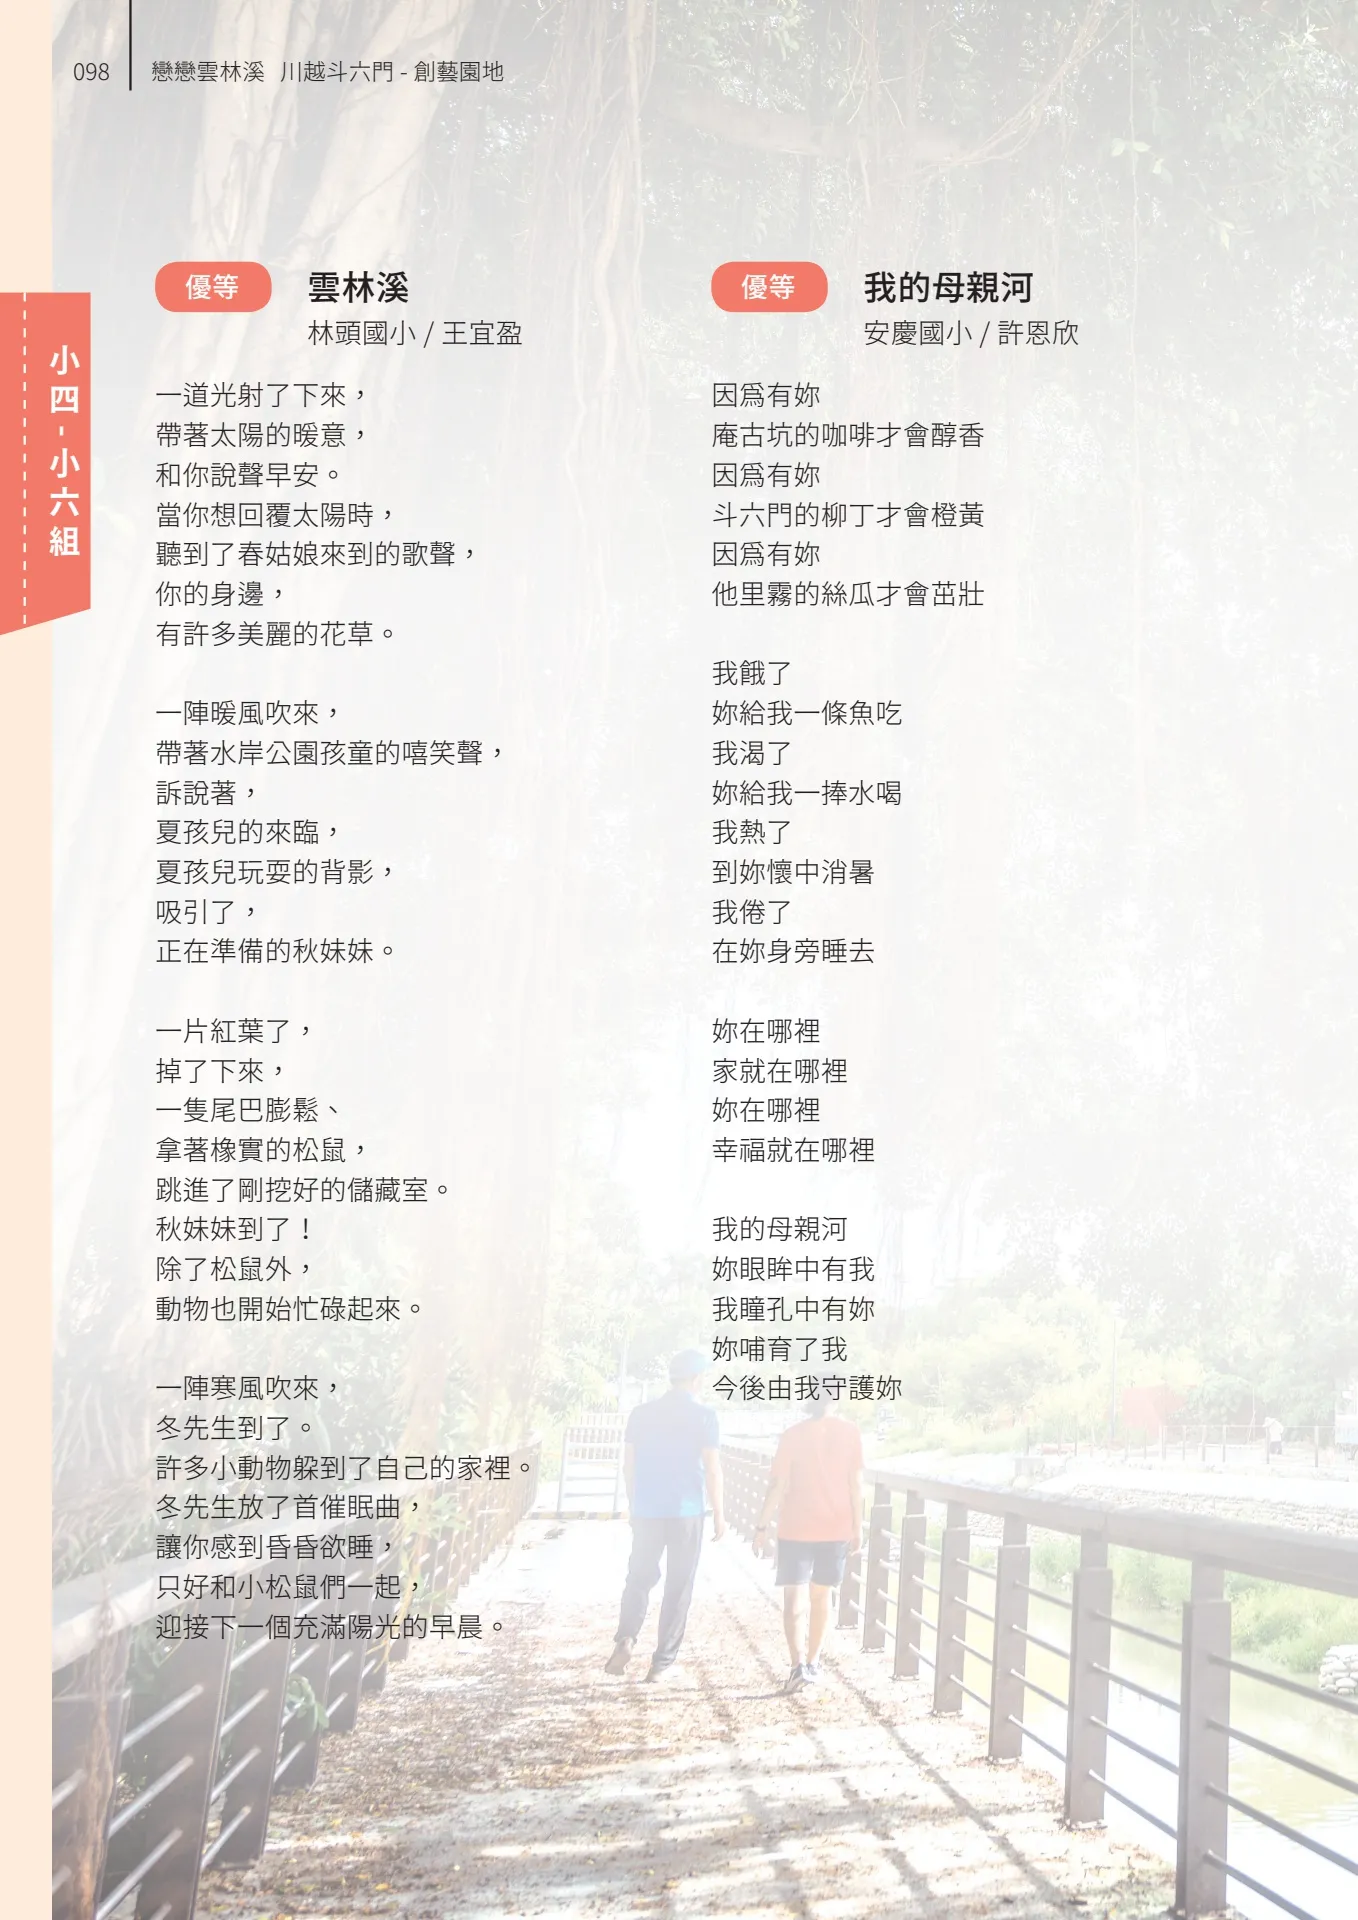 098
戀戀雲林溪 川越斗六門 - 創藝園地
小四-小六組
優等
雲林溪
林頭國小 / 王宜盈
一道光射了下來，
帶著太陽的暖意，
和你說聲早安。
當你想回覆太陽時，
聽到了春姑娘來到的歌聲，
你的身邊，
有許多美麗的花草。
一陣暖風吹來，
帶著水岸公園孩童的嘻笑聲，
訴說著，
夏孩兒的來臨，
夏孩兒玩耍的背影，
吸引了，
正在準備的秋妹妹。
一片紅葉了，
掉了下來，
一隻尾巴膨鬆、
拿著橡實的松鼠，
跳進了剛挖好的儲藏室。
秋妹妹到了！
除了松鼠外，
動物也開始忙碌起來。
一陣寒風吹來，
冬先生到了。
許多小動物躲到了自己的家裡。
冬先生放了首催眠曲，
讓你感到昏昏欲睡，
只好和小松鼠們一起，
迎接下一個充滿陽光的早晨。
優等
我的母親河
安慶國小 / 許恩欣
因爲有妳
庵古坑的咖啡才會醇香
因爲有妳
斗六門的柳丁才會橙黃
因爲有妳
他里霧的絲瓜才會茁壯
我餓了
妳給我一條魚吃
我渴了
妳給我一捧水喝
我熱了
到妳懷中消暑
我倦了
在妳身旁睡去
妳在哪裡
家就在哪裡
妳在哪裡
幸福就在哪裡
我的母親河
妳眼眸中有我
我瞳孔中有妳
妳哺育了我
今後由我守護妳